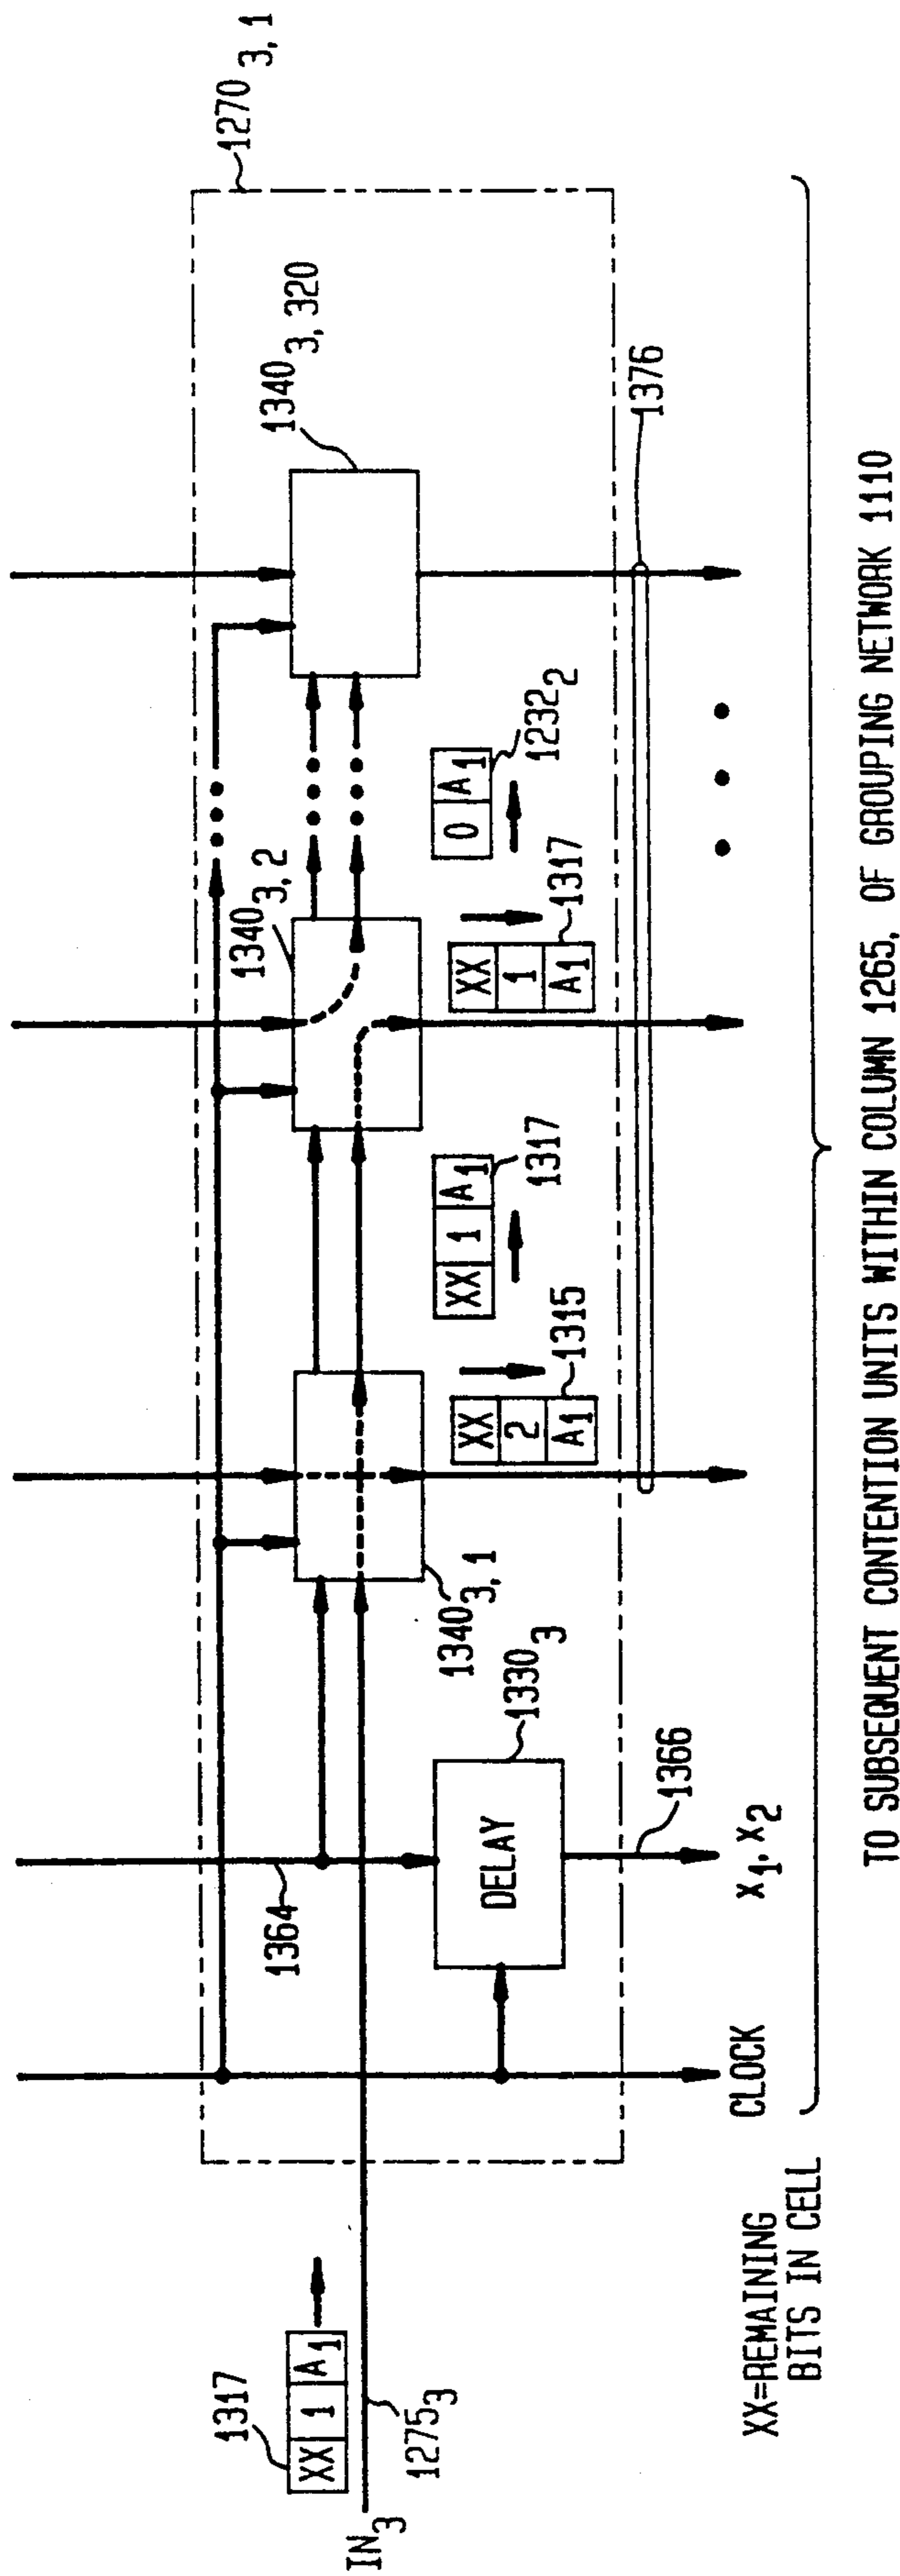 1270 3, 1
1340 3, 320
1376
1340 3, 2
0 A1
1232 2
XX 1 A1
1317
XX 1 A1
1317
XX 2 A1
1315
1340 3, 1
DELAY
1330 3
1364
1366
X1, X2
CLOCK
1317
XX 1 A1
1275 3
IN3
XX=REMAINING
BITS IN CELL
TO SUBSEQUENT CONTENTION UNITS WITHIN COLUMN 1265, OF GROUPING NETWORK 1110